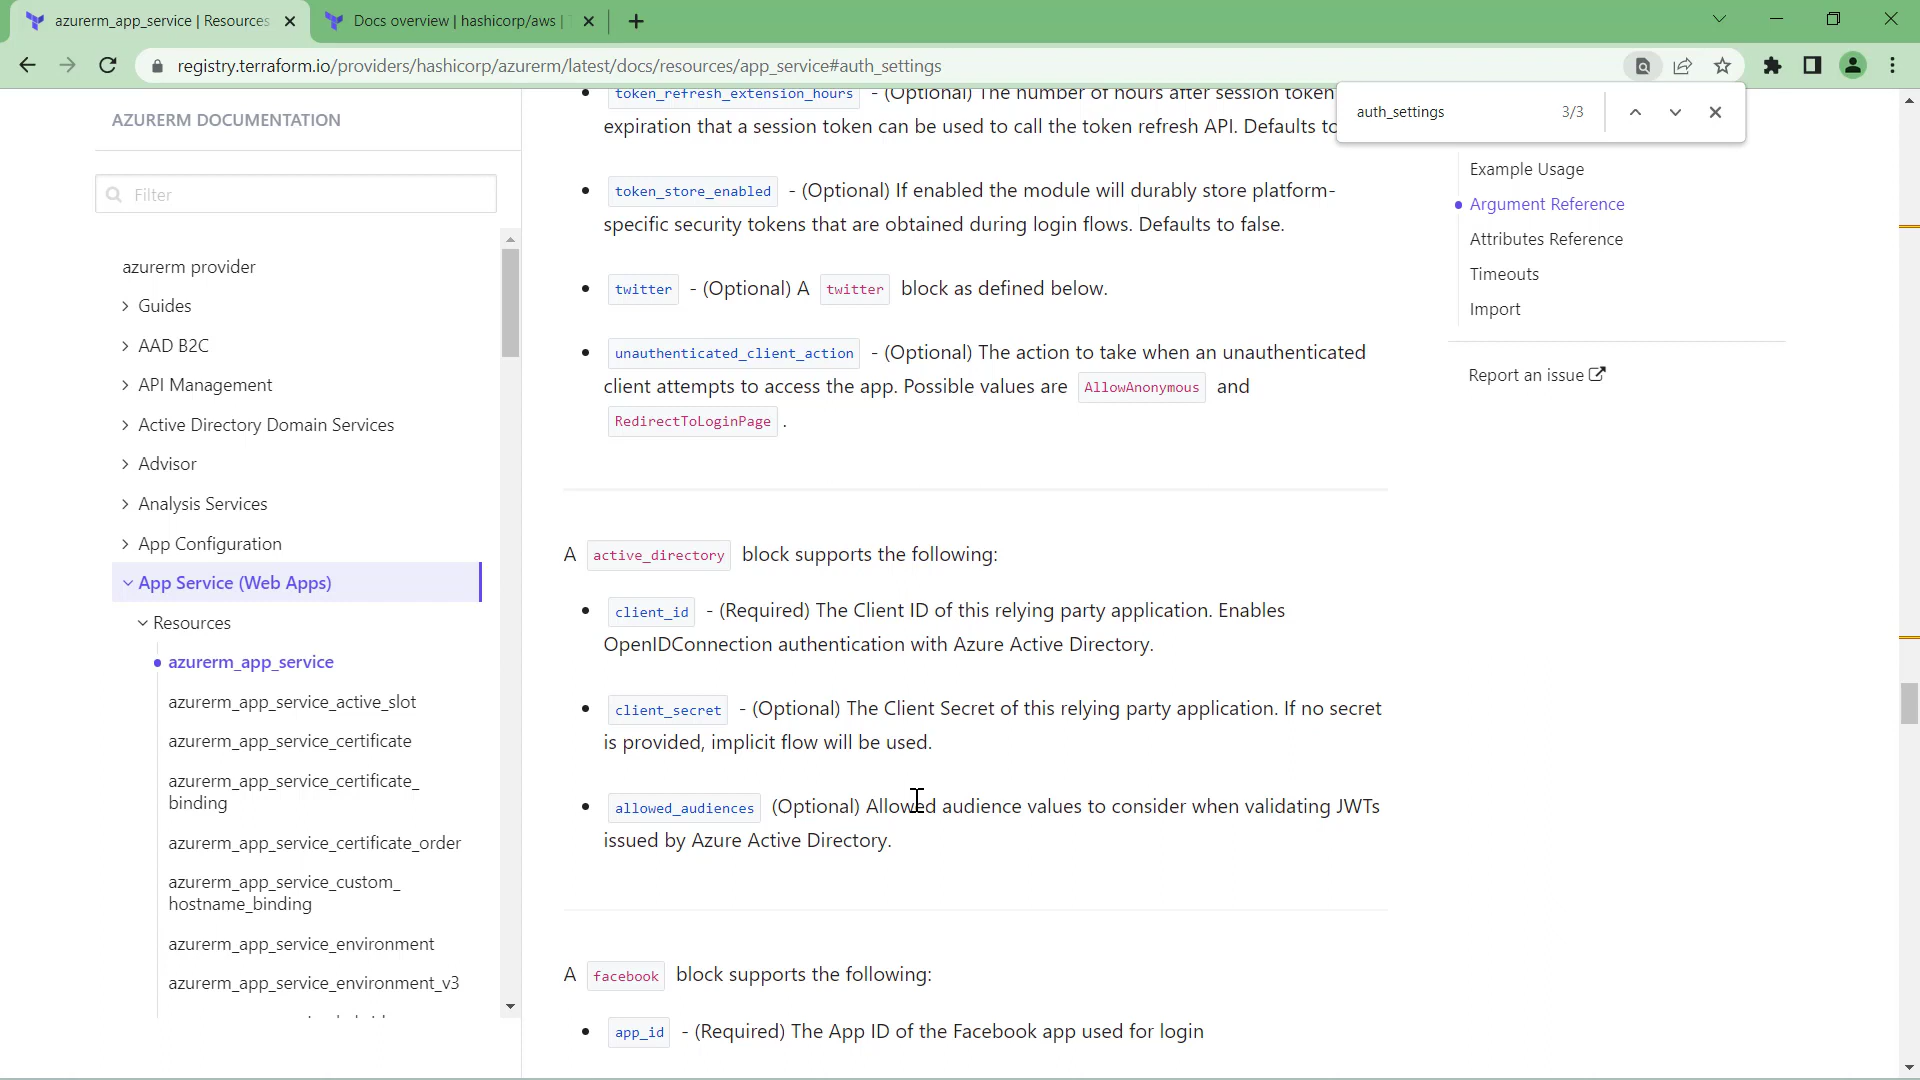 azurerm_app_service | Resources
Docs overview | hashicorp/aws |
registry.terraform.io/providers/hashicorp/azurerm/latest/docs/resources/app_service#auth_settings
auth_settings 3/3
AZURERM DOCUMENTATION
Filter
azurerm provider
Guides
AAD B2C
API Management
Active Directory Domain Services
Advisor
Analysis Services
App Configuration
App Service (Web Apps)
Resources
azurerm_app_service
azurerm_app_service_active_slot
azurerm_app_service_certificate
azurerm_app_service_certificate_
binding
azurerm_app_service_certificate_order
azurerm_app_service_custom_
hostname_binding
azurerm_app_service_environment
azurerm_app_service_environment_v3
token_refresh_extension_hours - (Optional) The number of hours after session token
expiration that a session token can be used to call the token refresh API. Defaults to
token_store_enabled - (Optional) If enabled the module will durably store platform-
specific security tokens that are obtained during login flows. Defaults to false.
twitter - (Optional) A twitter block as defined below.
unauthenticated_client_action - (Optional) The action to take when an unauthenticated
client attempts to access the app. Possible values are AllowAnonymous and
RedirectToLoginPage .
A active_directory block supports the following:
client_id - (Required) The Client ID of this relying party application. Enables
OpenIDConnection authentication with Azure Active Directory.
client_secret - (Optional) The Client Secret of this relying party application. If no secret
is provided, implicit flow will be used.
allowed_audiences (Optional) Allowed audience values to consider when validating JWTs
issued by Azure Active Directory.
A facebook block supports the following:
app_id - (Required) The App ID of the Facebook app used for login
Example Usage
Argument Reference
Attributes Reference
Timeouts
Import
Report an issue